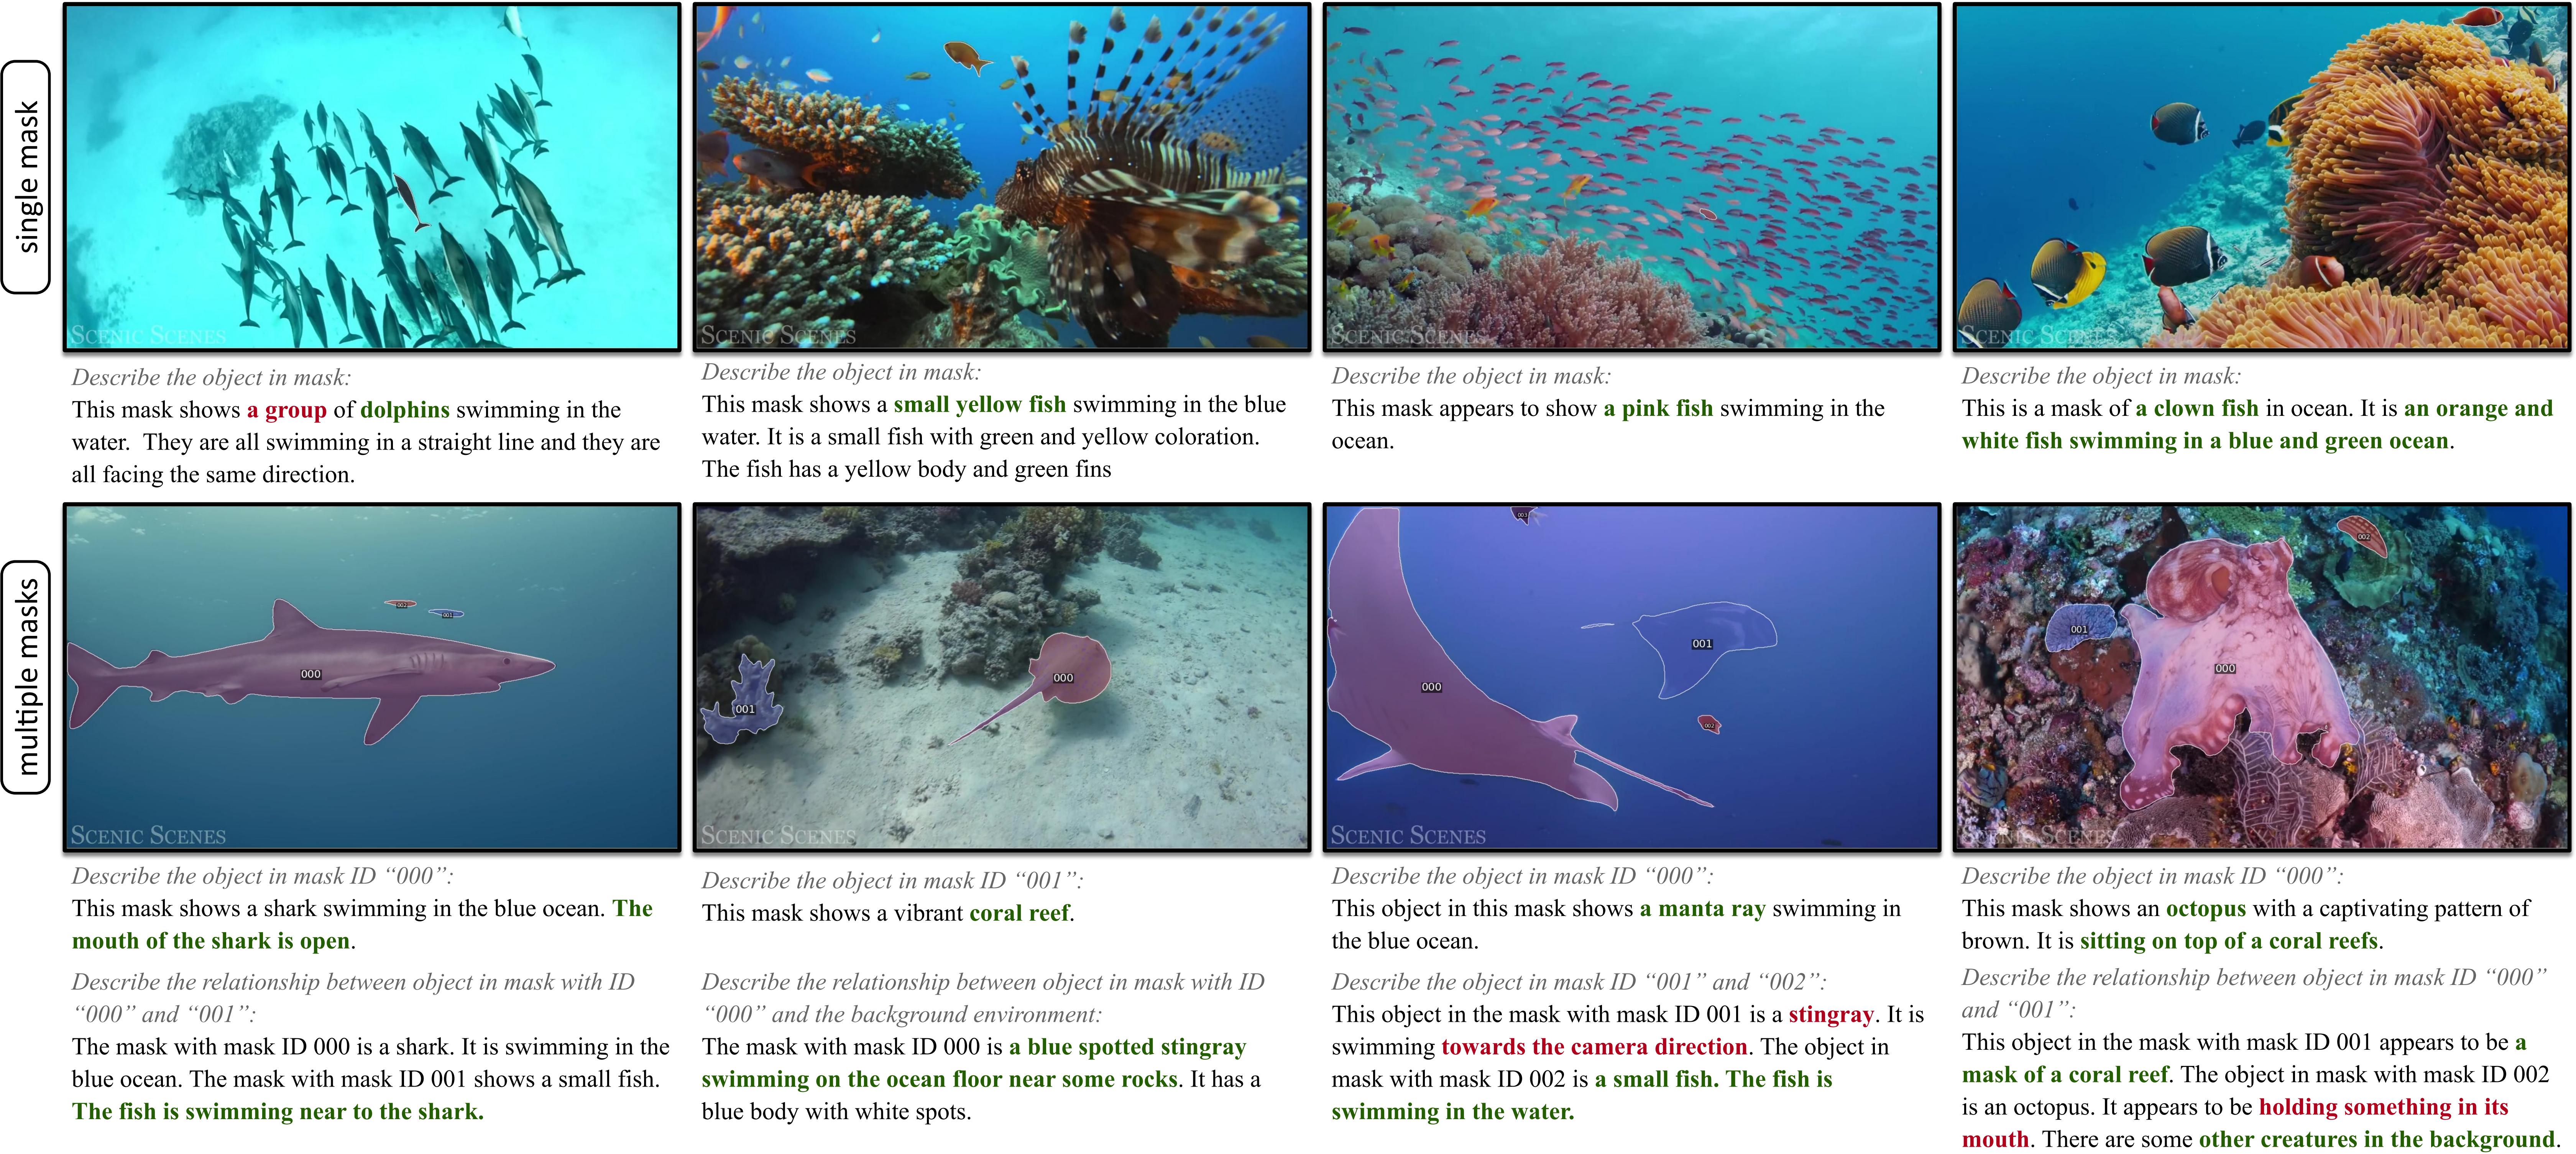 single mask
SCENIC SCENES
SCENIC SCENES
SCENIC SCENES
SCENIC SCENES
Describe the object in mask:
This mask shows a group of dolphins swimming in the
water. They are all swimming in a straight line and they are
all facing the same direction.
Describe the object in mask:
This mask shows a small yellow fish swimming in the blue
water. It is a small fish with green and yellow coloration.
The fish has a yellow body and green fins
Describe the object in mask:
This mask appears to show a pink fish swimming in the
ocean.
Describe the object in mask:
This is a mask of a clown fish in ocean. It is an orange and
white fish swimming in a blue and green ocean.
multiple masks
002
001
000
SCENIC SCENES
000
001
SCENIC SCENES
003
001
000
002
SCENIC SCENES
002
001
000
SCENIC SCENES
Describe the object in mask ID “000”:
This mask shows a shark swimming in the blue ocean. The
mouth of the shark is open.
Describe the relationship between object in mask with ID
“000” and “001”:
The mask with mask ID 000 is a shark. It is swimming in the
blue ocean. The mask with mask ID 001 shows a small fish.
The fish is swimming near to the shark.
Describe the object in mask ID “001”:
This mask shows a vibrant coral reef.
Describe the relationship between object in mask with ID
“000” and the background environment:
The mask with mask ID 000 is a blue spotted stingray
swimming on the ocean floor near some rocks. It has a
blue body with white spots.
Describe the object in mask ID “000”:
This object in this mask shows a manta ray swimming in
the blue ocean.
Describe the object in mask ID “001” and “002”:
This object in the mask with mask ID 001 is a stingray. It is
swimming towards the camera direction. The object in
mask with mask ID 002 is a small fish. The fish is
swimming in the water.
Describe the object in mask ID “000”:
This mask shows an octopus with a captivating pattern of
brown. It is sitting on top of a coral reefs.
Describe the relationship between object in mask ID “000”
and “001”:
This object in the mask with mask ID 001 appears to be a
mask of a coral reef. The object in mask with mask ID 002
is an octopus. It appears to be holding something in its
mouth. There are some other creatures in the background.